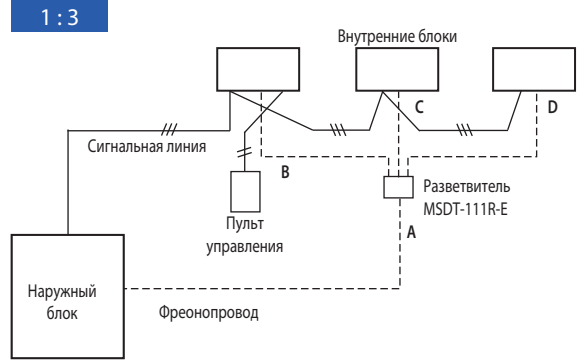 1 : 3
Внутренние блоки
C
D
Сигнальная линия
B
Разветвитель
MSDT-111R-E
Пульт
управления
A
Наружный
блок
Фреонопровод